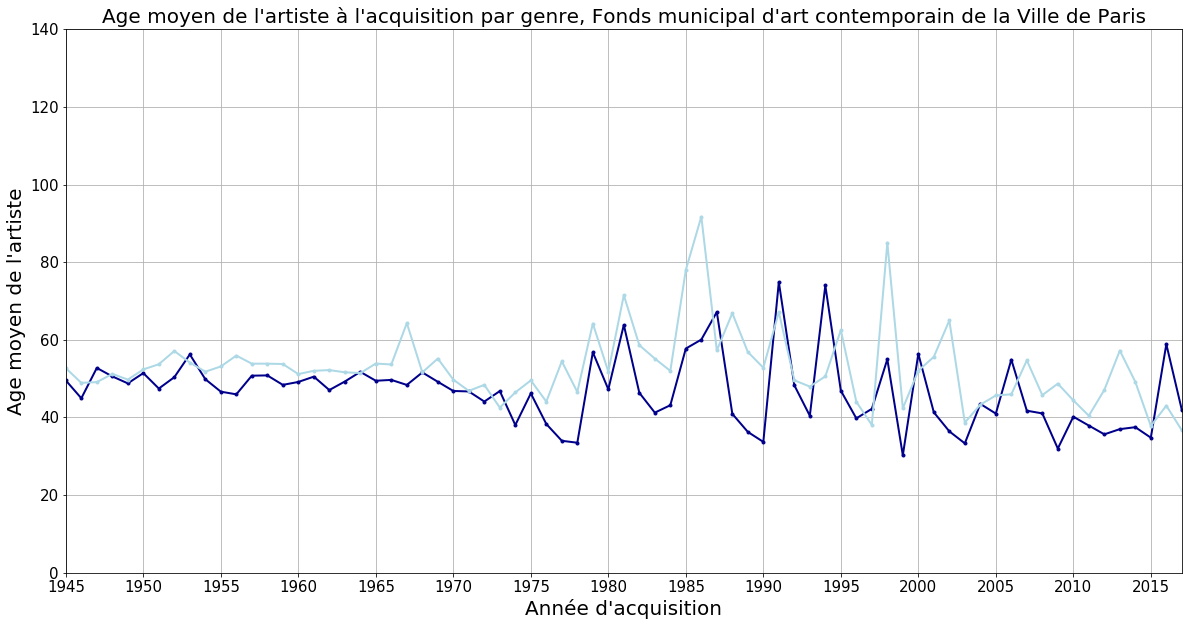 Age moyen de l'artiste à l'acquisition par genre, Fonds municipal d'art contemporain de la Ville de Paris
140
120
100
80
60
40
20
0
Age moyen de l'artiste
1945 1950 1955 1960 1965 1970 1975 1980 1985 1990 1995 2000 2005 2010 2015
Année d'acquisition